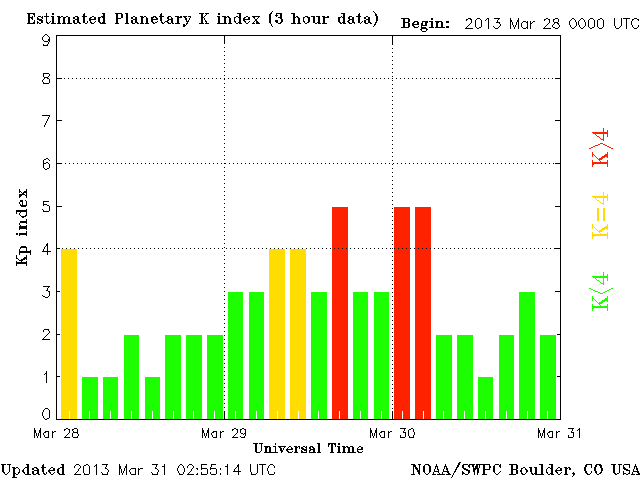 Estimated Planetary K index (3 hour data)
Begin: 2013 Mar 28 0000 UTC
9
8
7
6
5
4
3
2
1
0
Kp index
K>4
K=4
K<4
Mar 28
Mar 29
Mar 30
Mar 31
Universal Time
Updated 2013 Mar 31 02:55:14 UTC
NOAA/SWPC Boulder, CO USA